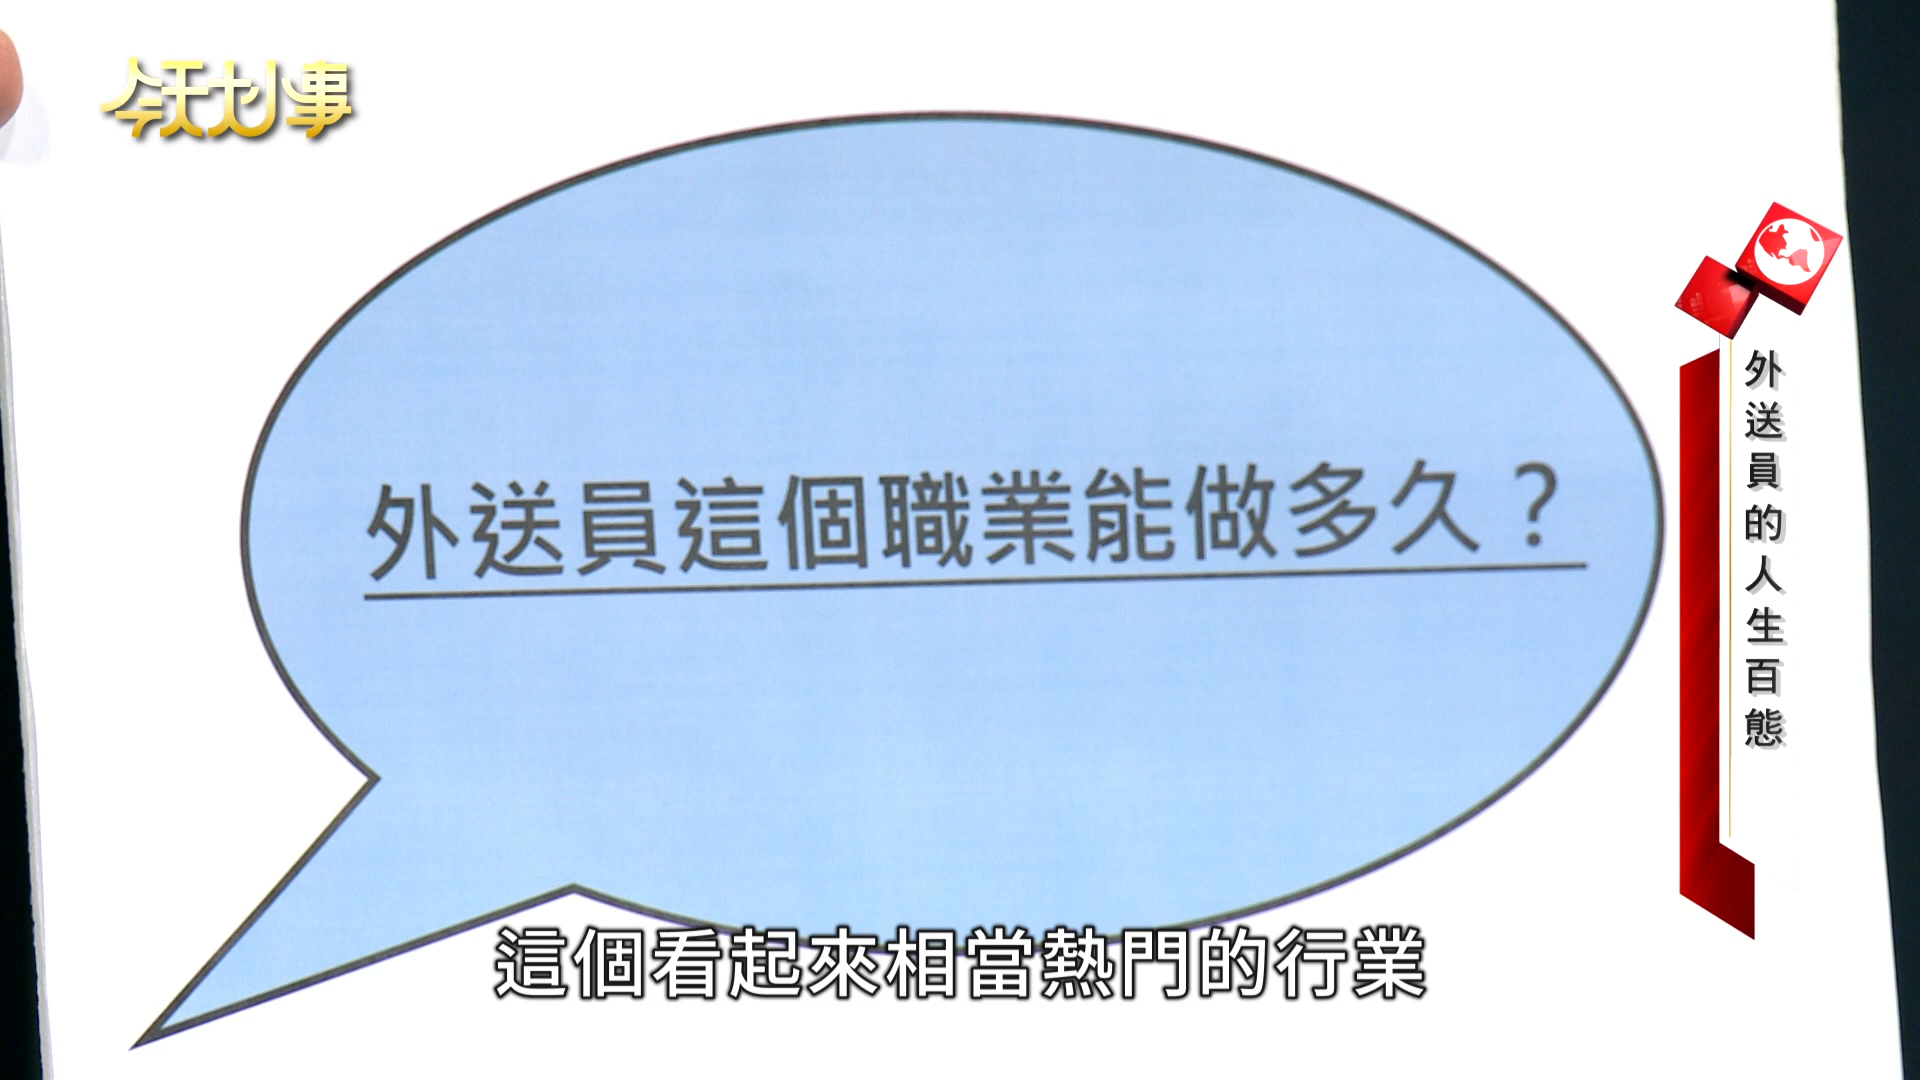 今天大小事
外送員這個職業能做多久？
外送員的人生百態
這個看起來相當熱門的行業